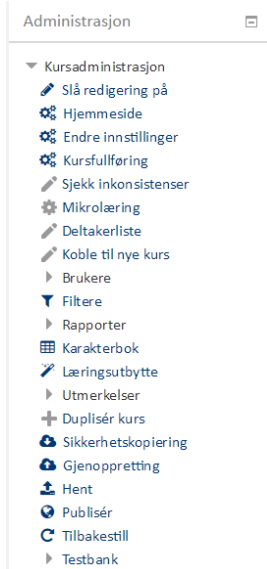 Administrasjon
Kursadministrasjon
Slå redigering på
Hjemmeside
Endre innstillinger
Kursfullføring
Sjekk inkonsistenser
Mikrolæring
Deltakerliste
Koble til nye kurs
Brukere
Filtere
Rapporter
Karakterbok
Læringsutbytte
Utmerkelser
Duplisér kurs
Sikkerhetskopiering
Gjenoppretting
Hent
Publisér
Tilbakestill
Testbank